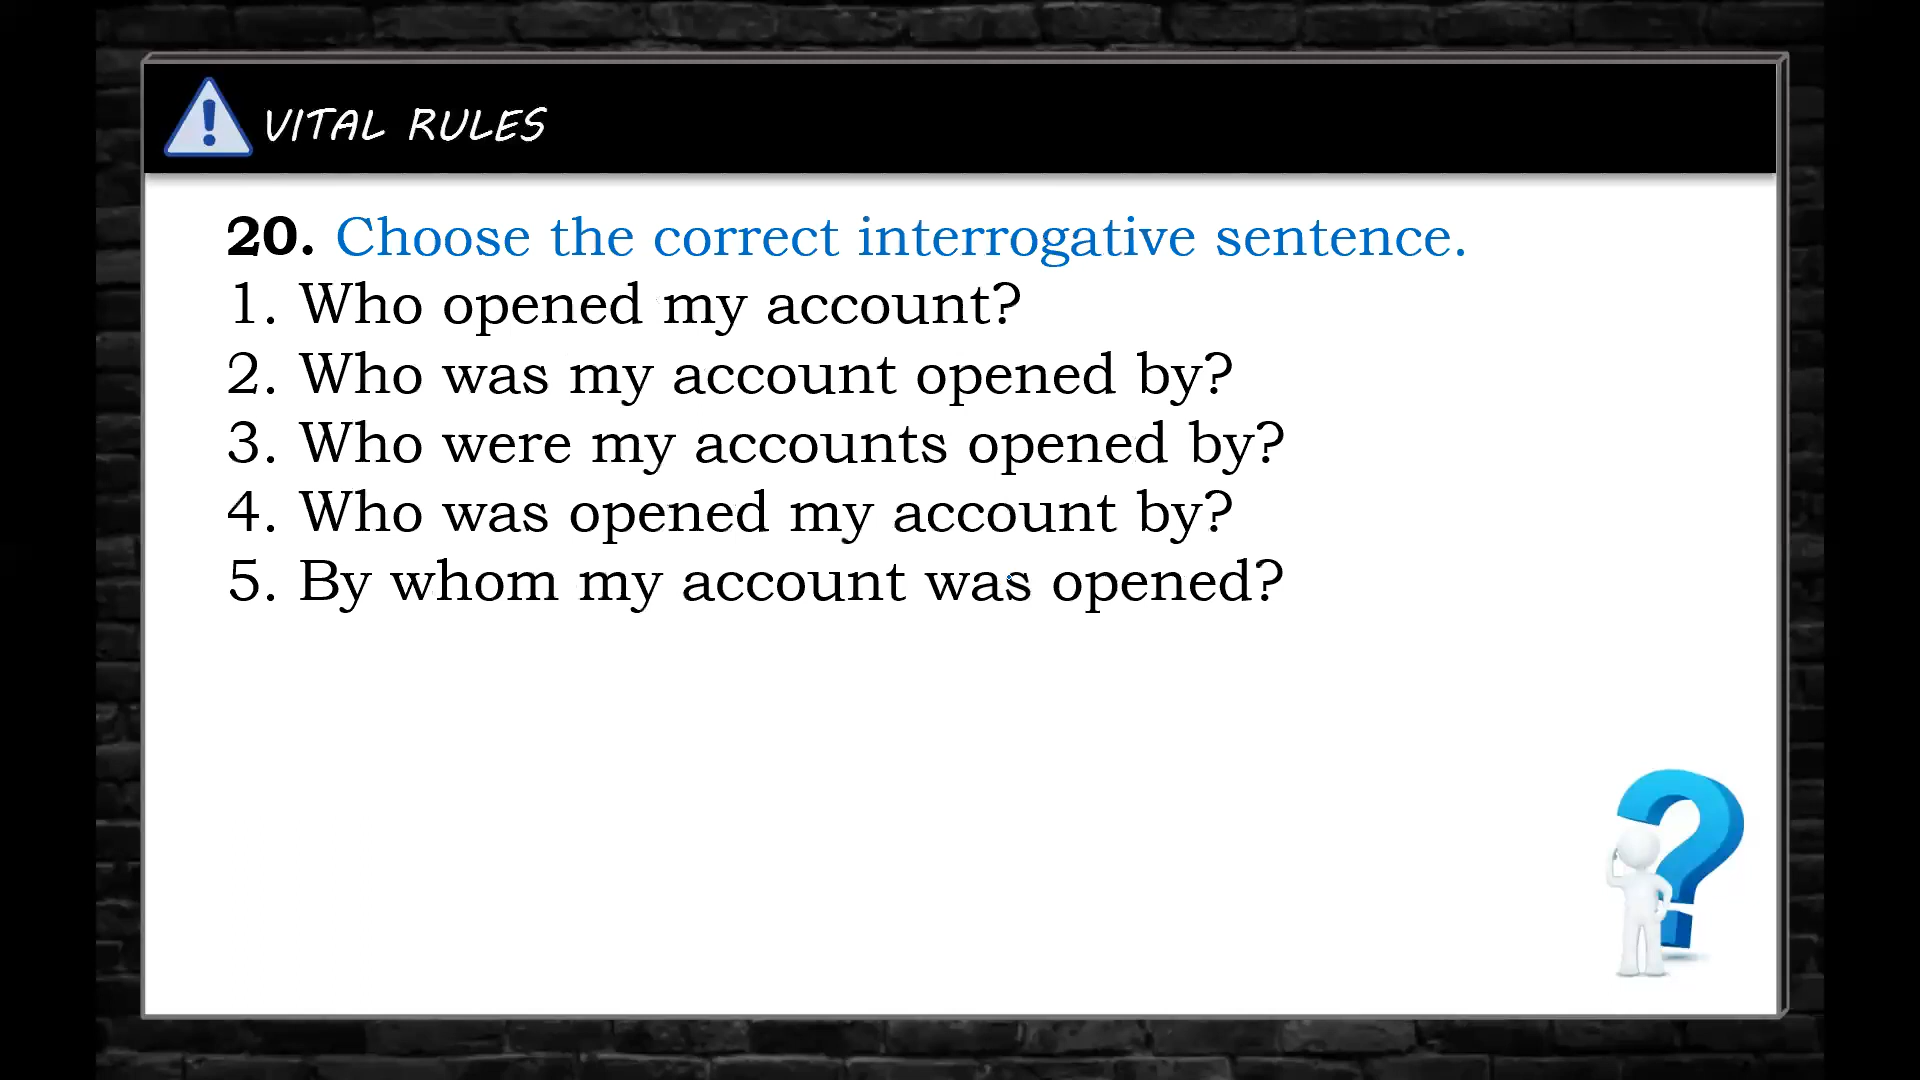 VITAL RULES
20. Choose the correct interrogative sentence.
1. Who opened my account?
2. Who was my account opened by?
3. Who were my accounts opened by?
4. Who was opened my account by?
5. By whom my account was opened?